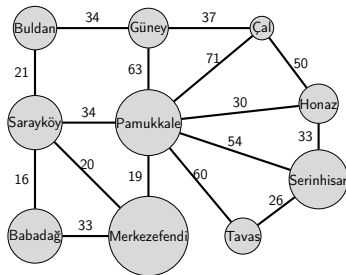 Buldan 34 Güney 37 Çal
21 63 71 50
Sarayköy 34 Pamukkale 30 Honaz
16 20 19 60 54 33
Babadağ 33 Merkezefendi Tavas 26 Serinhisar